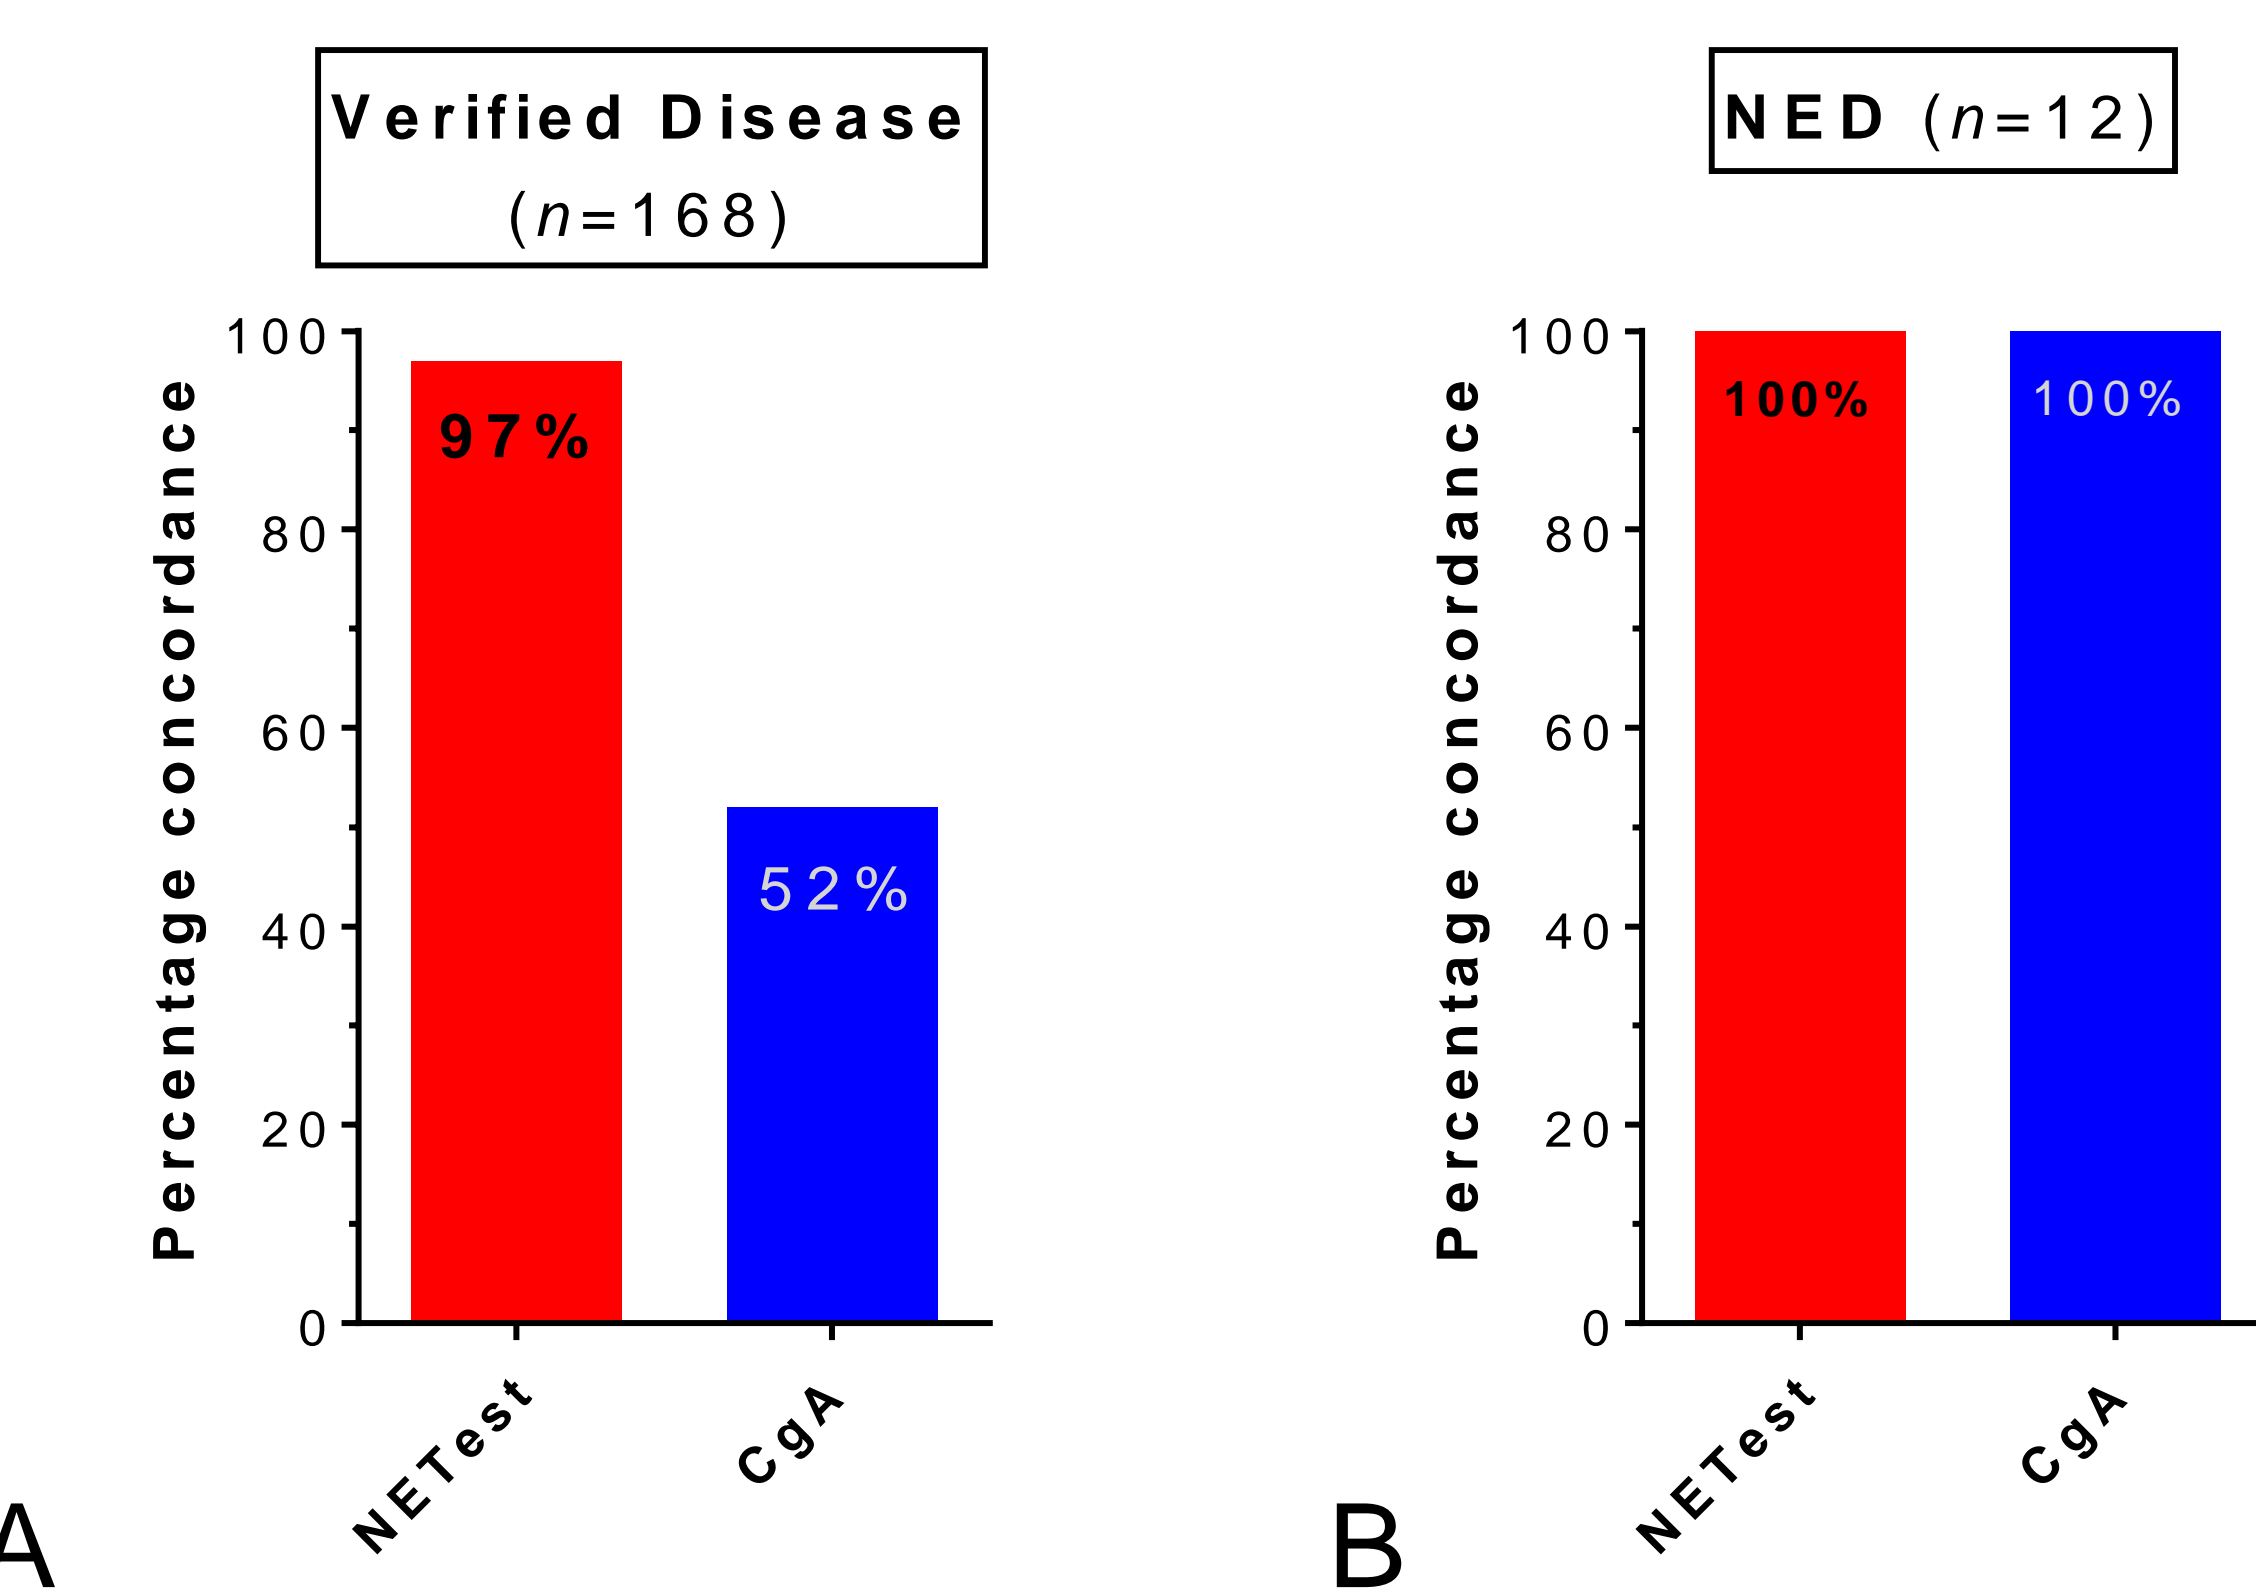 Verified Disease
(n=168)
Percentage concordance
100
80
60
40
20
0
97%
52%
NETest
CgA
A
NED (n=12)
Percentage concordance
100
80
60
40
20
0
100%
100%
NETest
CgA
B